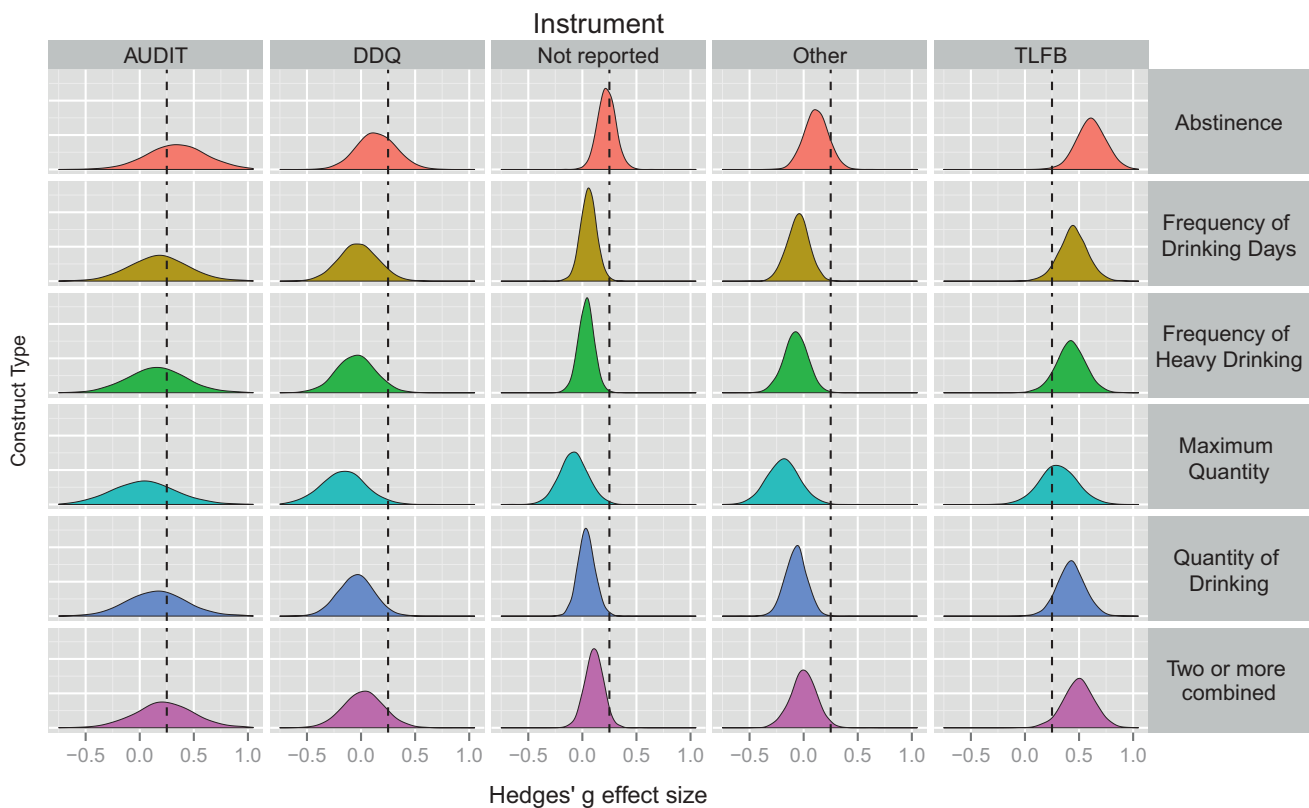 Instrument
AUDIT
DDQ
Not reported
Other
TLFB
Abstinence
Frequency of
Drinking Days
Frequency of
Heavy Drinking
Maximum
Quantity
Quantity of
Drinking
Two or more
combined
Construct Type
−0.5 0.0 0.5 1.0
−0.5 0.0 0.5 1.0
−0.5 0.0 0.5 1.0
−0.5 0.0 0.5 1.0
−0.5 0.0 0.5 1.0
Hedges' g effect size